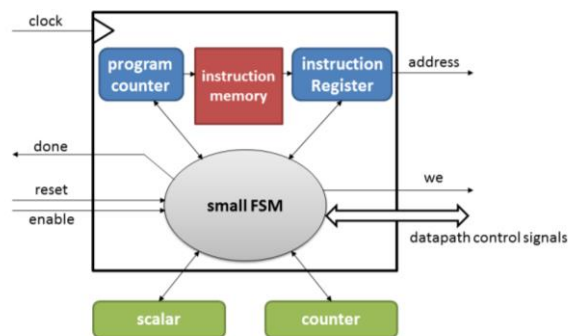 clock
program
counter
instruction
memory
instruction
Register
address
done
reset
enable
small FSM
we
datapath control signals
scalar
counter